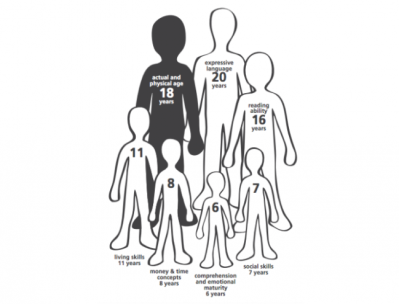 expressive
language
20
years
actual and
physical age
18
years
reading
ability
16
years
11
8
7
6
living skills
11 years
money & time
concepts
8 years
comprehension
and emotional
maturity
6 years
social skills
7 years